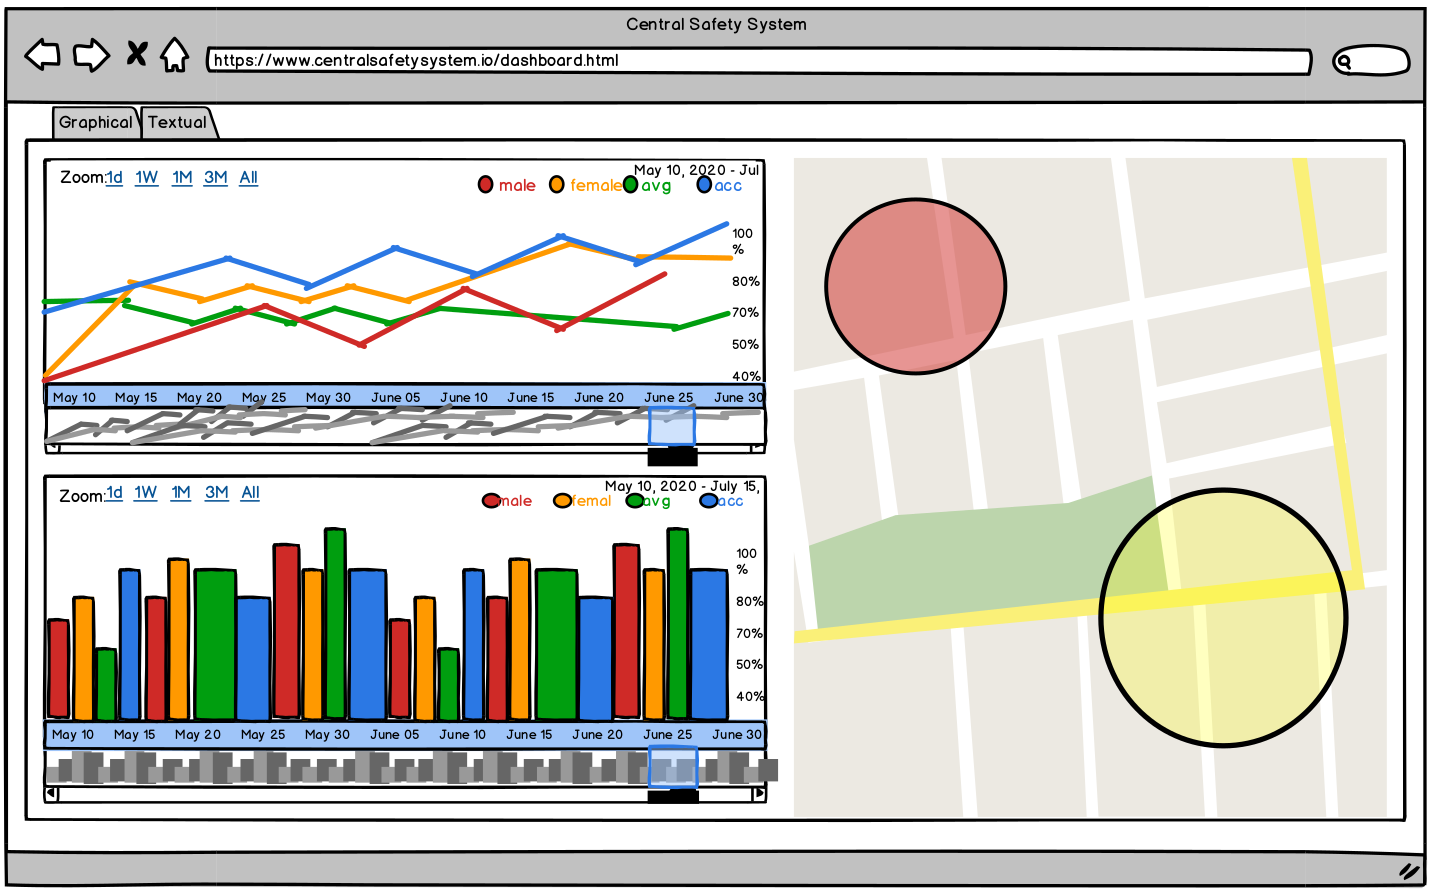 Central Safety System
https://www.centralsafetysystem.io/dashboard.html
Graphical Textual
May 10, 2020 - Jul
Zoom: 1d 1W 1M 3M All
male female avg acc
100
%
80%
70%
50%
40%
May 10 May 15 May 20 May 25 May 30 June 05 June 10 June 15 June 20 June 25 June 30
May 10, 2020 - July 15,
Zoom: 1d 1W 1M 3M All
male femal avg acc
100
%
80%
70%
50%
40%
May 10 May 15 May 20 May 25 May 30 June 05 June 10 June 15 June 20 June 25 June 30